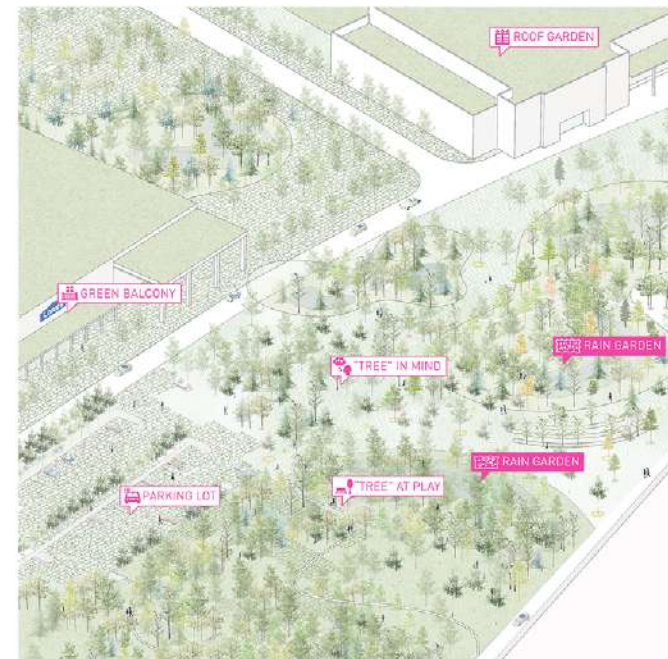 ROOF GARDEN
GREEN BALCONY
"TREE" IN MIND
RAIN GARDEN
RAIN GARDEN
PARKING LOT
"TREE" AT PLAY